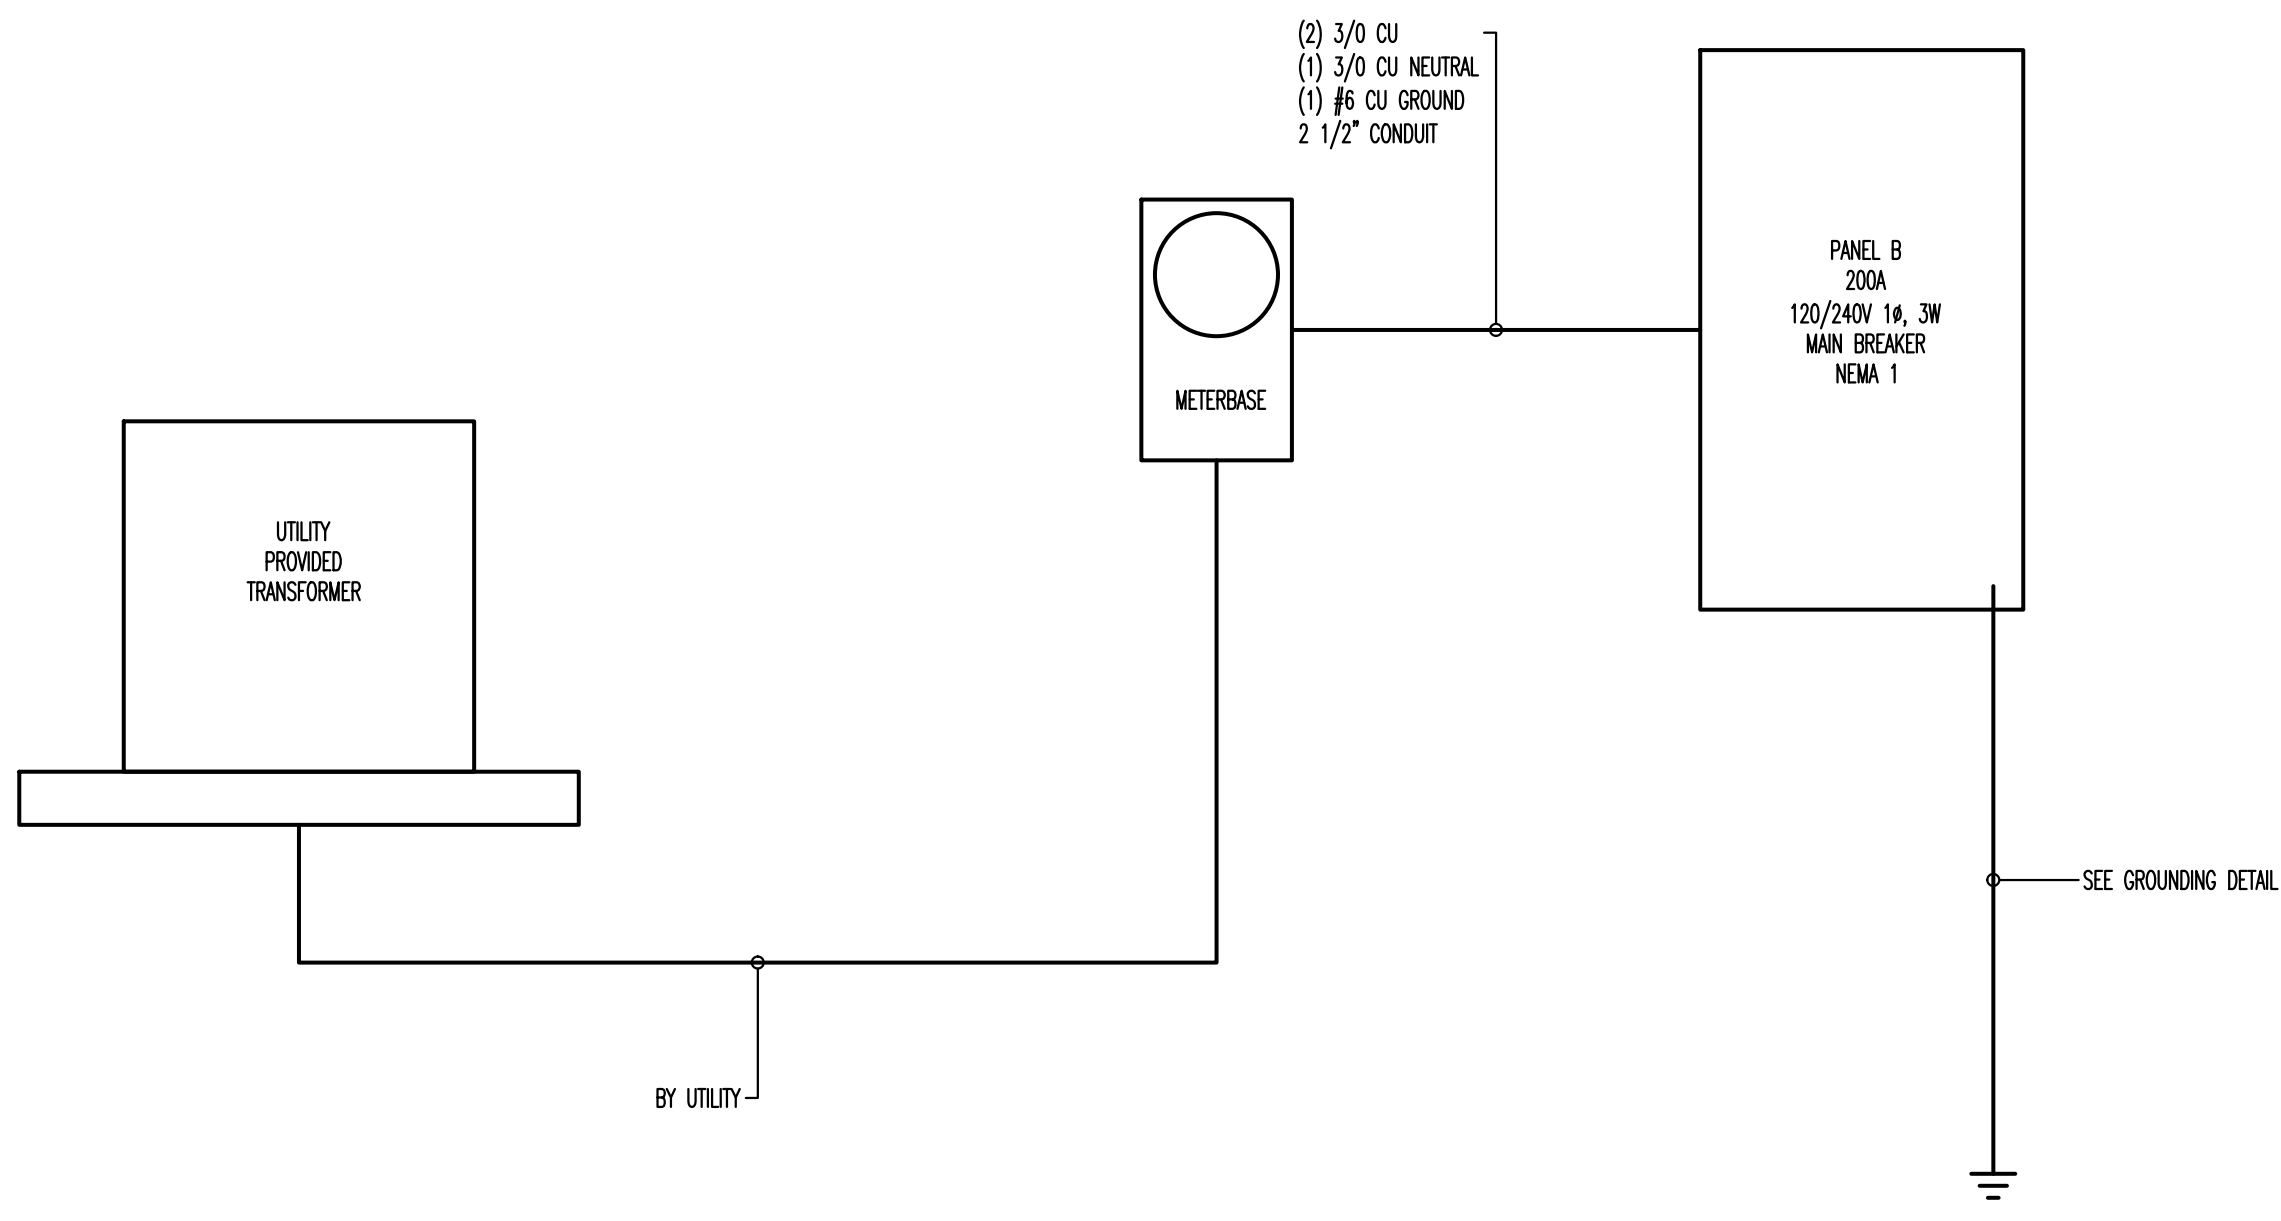 (2) 3/0 CU
(1) 3/0 CU NEUTRAL
(1) #6 CU GROUND
2 1/2" CONDUIT
PANEL B
200A
120/240V 1ø, 3W
MAIN BREAKER
NEMA 1
METERBASE
UTILITY
PROVIDED
TRANSFORMER
SEE GROUNDING DETAIL
BY UTILITY